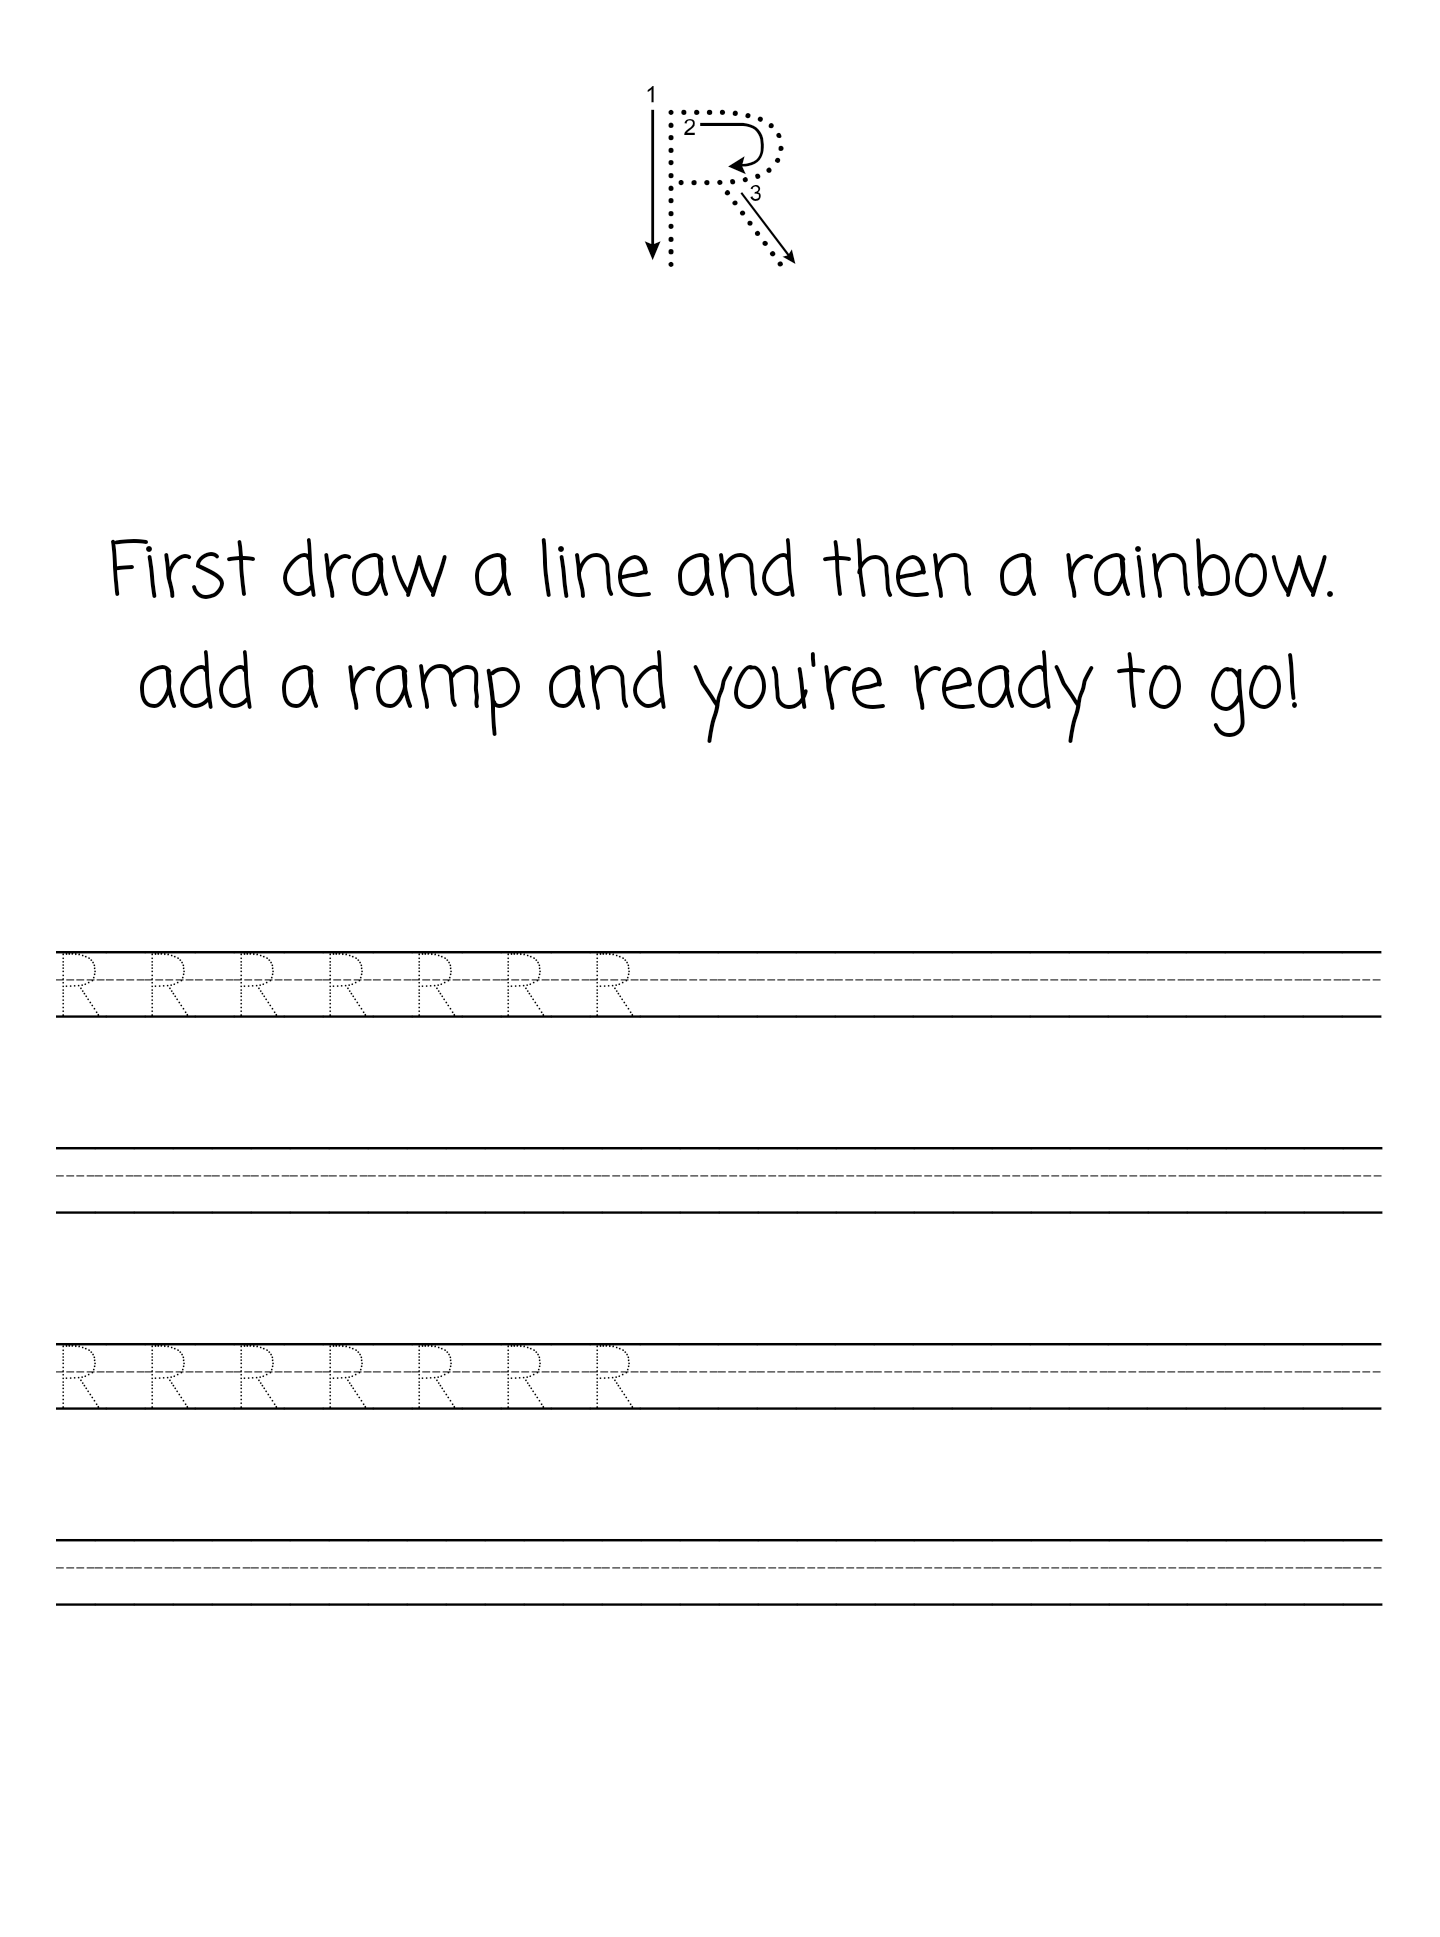 1
2
3
R
First draw a line and then a rainbow.
add a ramp and you're ready to go!
R R R R R R R
R R R R R R R